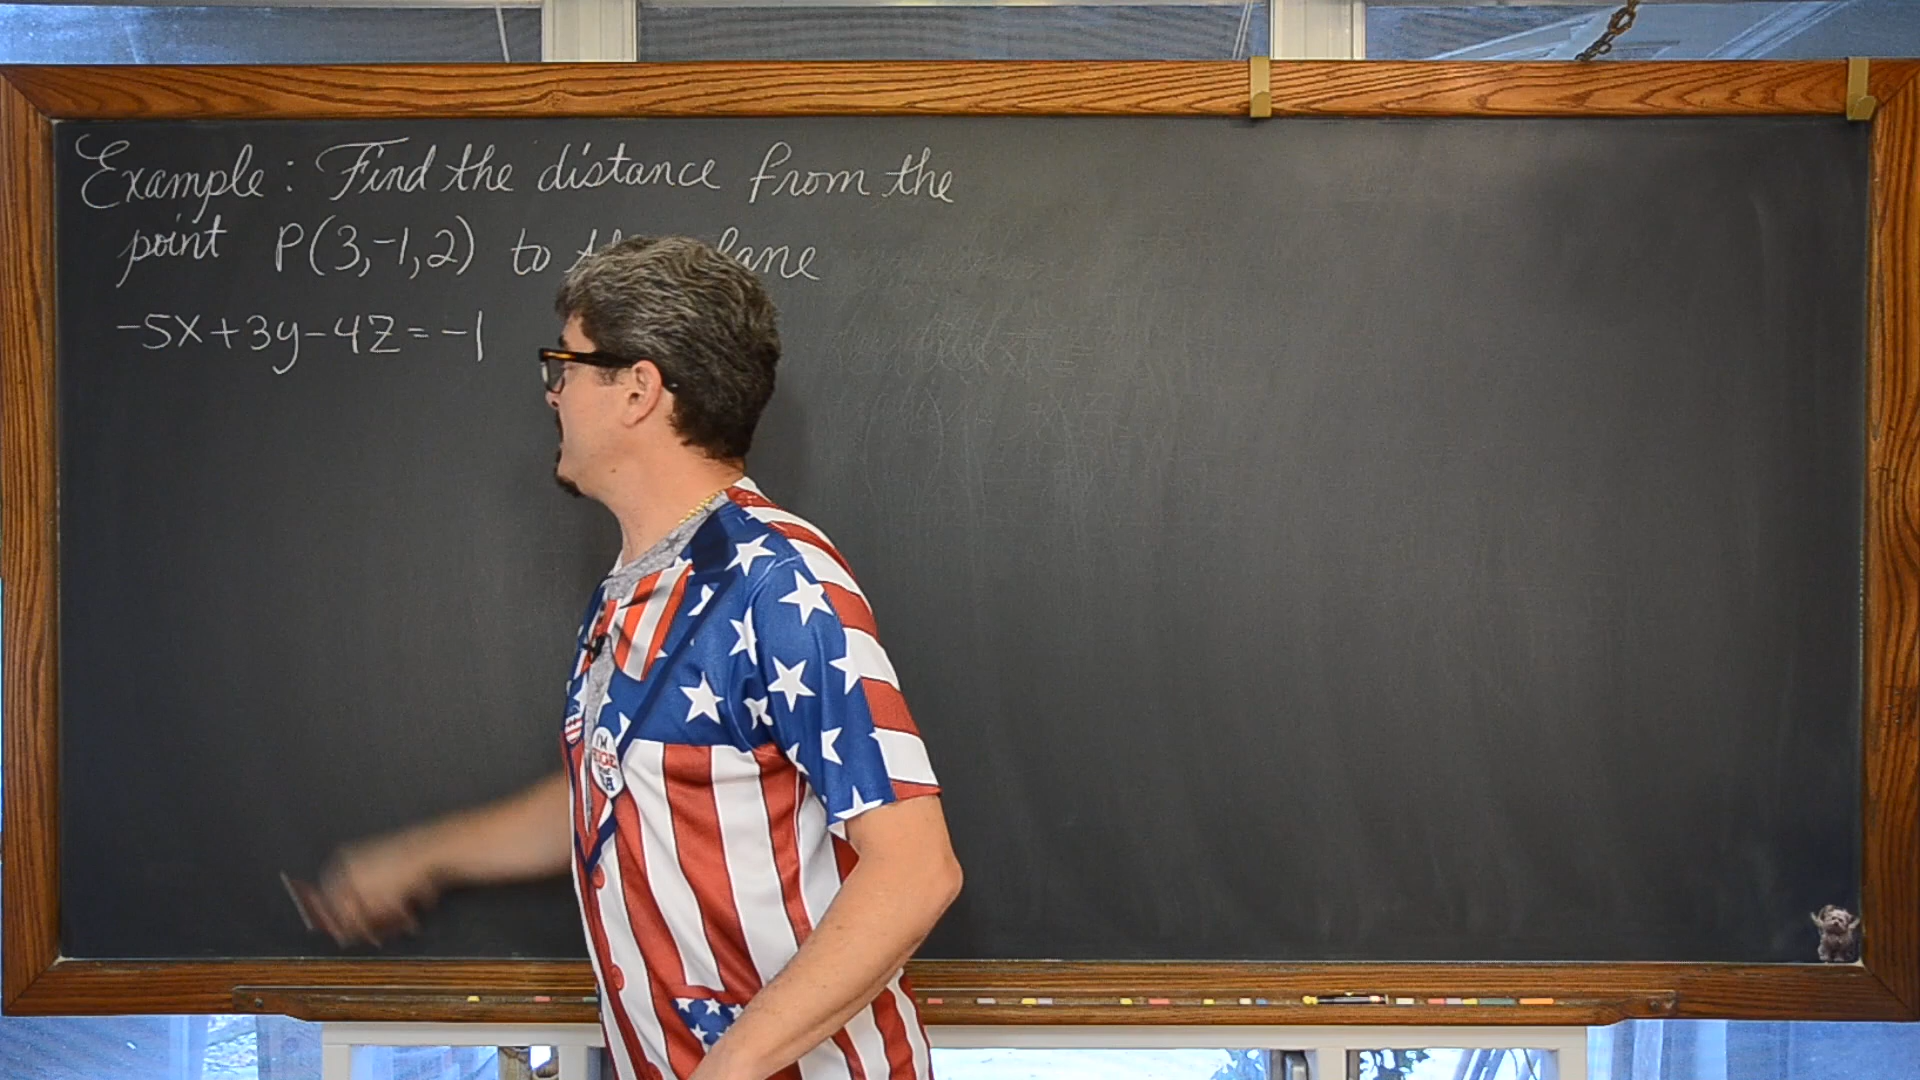 Example: Find the distance from the
point P(3,-1,2) to
-5x+3y-4z=-1
I'M